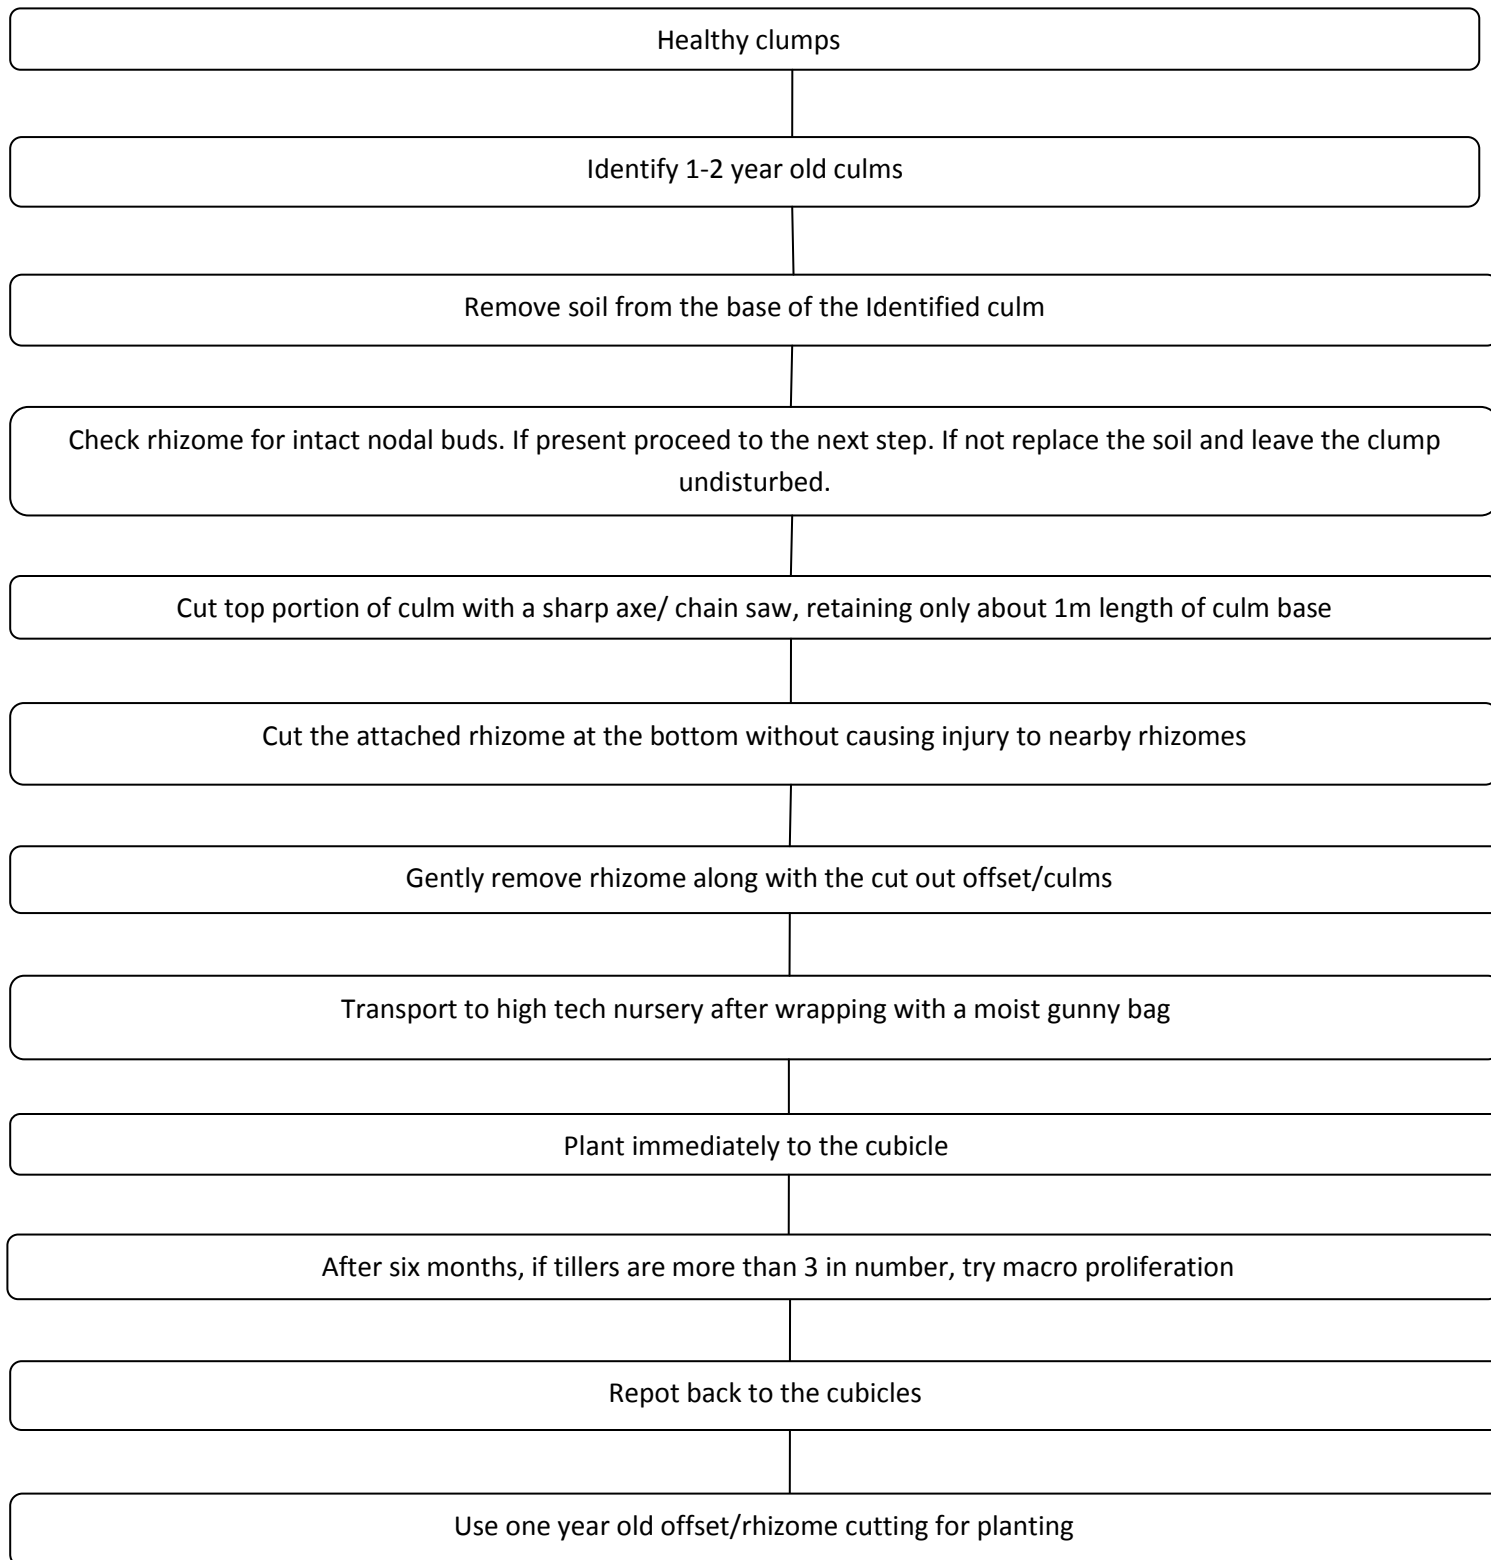 Healthy clumps
Identify 1-2 year old culms
Remove soil from the base of the Identified culm
Check rhizome for intact nodal buds. If present proceed to the next step. If not replace the soil and leave the clump
undisturbed.
Cut top portion of culm with a sharp axe/ chain saw, retaining only about 1m length of culm base
Cut the attached rhizome at the bottom without causing injury to nearby rhizomes
Gently remove rhizome along with the cut out offset/culms
Transport to high tech nursery after wrapping with a moist gunny bag
Plant immediately to the cubicle
After six months, if tillers are more than 3 in number, try macro proliferation
Repot back to the cubicles
Use one year old offset/rhizome cutting for planting